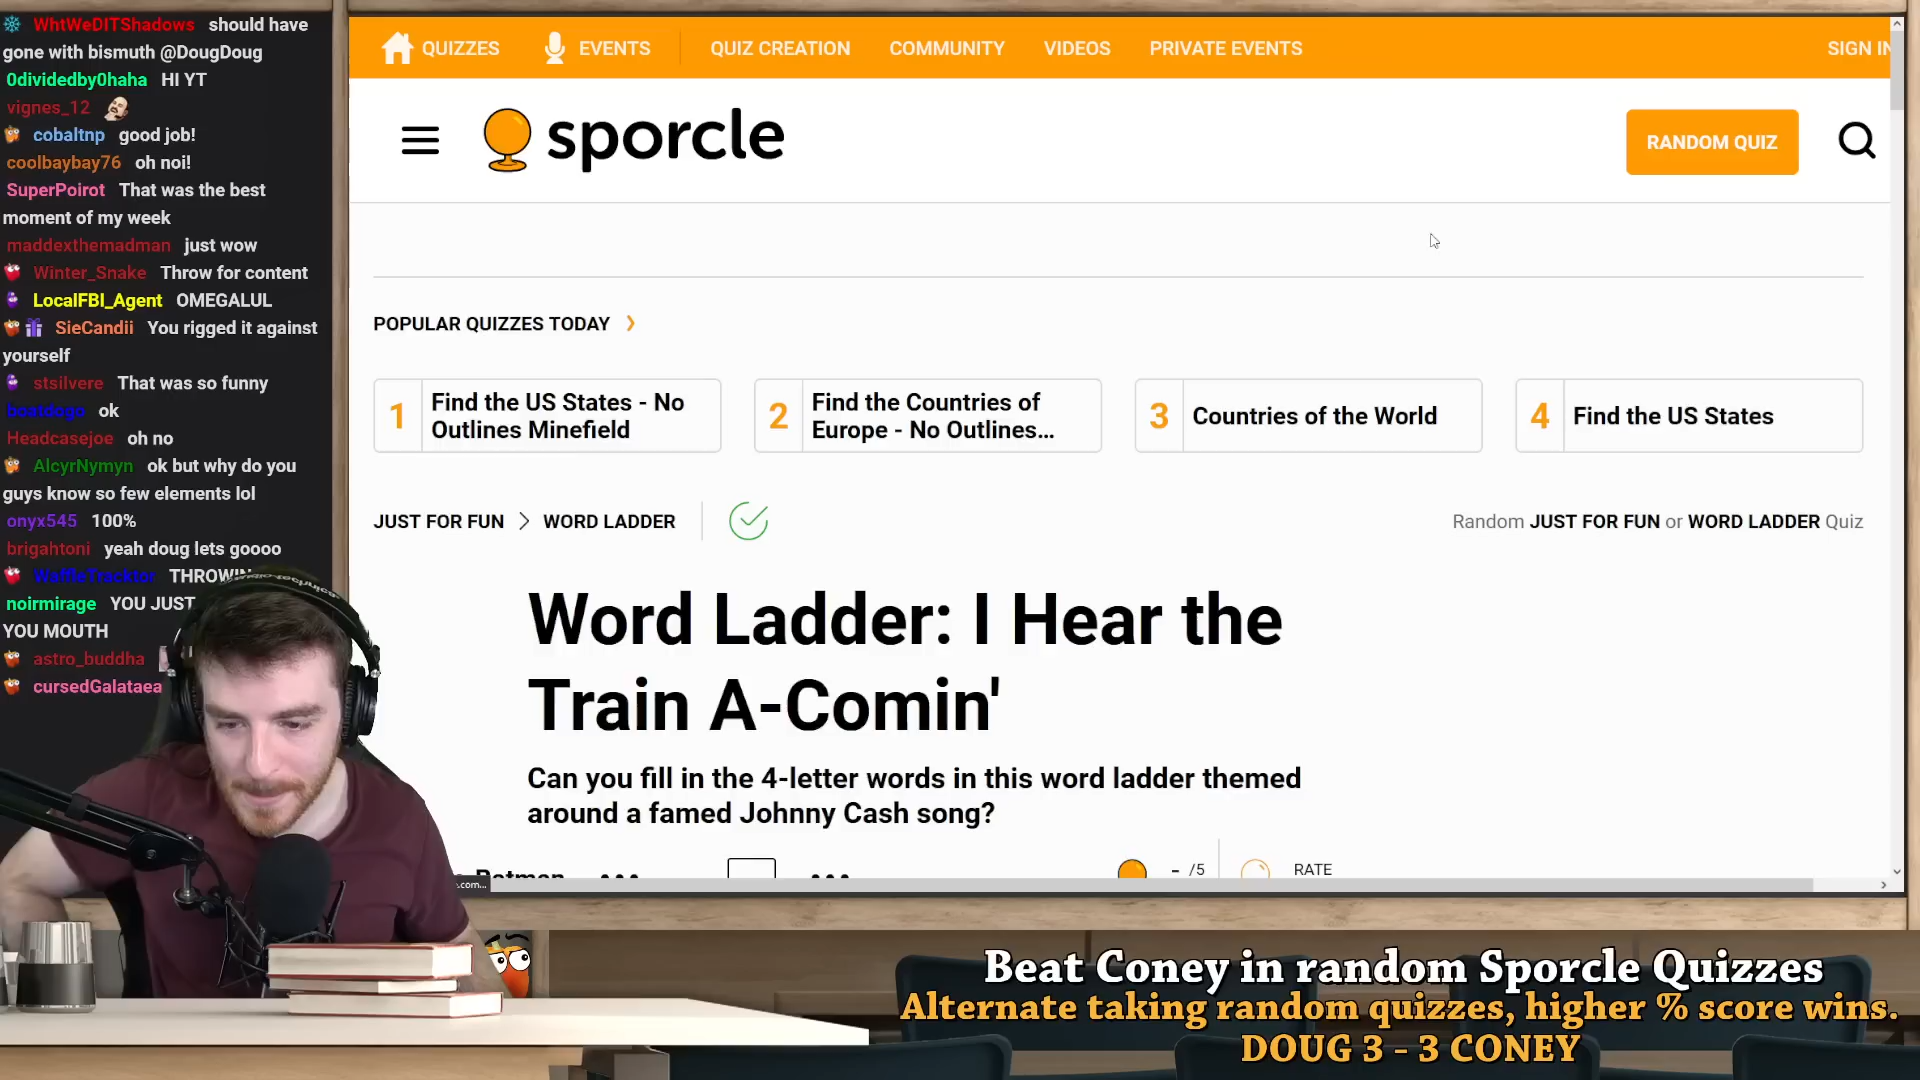 WhtWeDITShadows should have
gone with bismuth @DougDoug
0dividedby0haha HI YT
vignes_12
cobaltnp good job!
coolbaybay76 oh noi!
SuperPoirot That was the best
moment of my week
maddexthemadman just wow
Winter_Snake Throw for content
LocalFBI_Agent OMEGALUL
SieCandii You rigged it against
yourself
stsilvere That was so funny
boatdogo ok
Headcasejoe oh no
AlcyrNymyn ok but why do you
guys know so few elements lol
onyx545 100%
brigahtoni yeah doug lets goooo
WaffleTracktor THROWIN
noirmirage YOU JUST
YOU MOUTH
astro_buddha
cursedGalataea
QUIZZES EVENTS QUIZ CREATION COMMUNITY VIDEOS PRIVATE EVENTS SIGN IN
sporcle RANDOM QUIZ
POPULAR QUIZZES TODAY
1 Find the US States - No
Outlines Minefield
2 Find the Countries of
Europe - No Outlines...
3 Countries of the World
4 Find the US States
JUST FOR FUN > WORD LADDER
Random JUST FOR FUN or WORD LADDER Quiz
Word Ladder: I Hear the
Train A-Comin'
Can you fill in the 4-letter words in this word ladder themed
around a famed Johnny Cash song?
- /5 RATE
.com...
Beat Coney in random Sporcle Quizzes
Alternate taking random quizzes, higher % score wins.
DOUG 3 - 3 CONEY